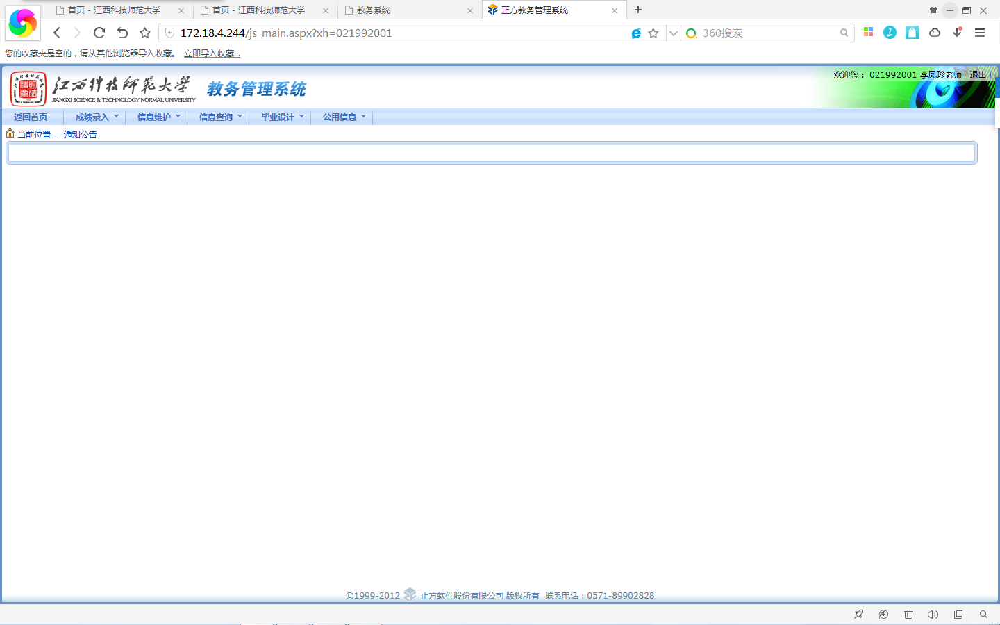 首页 - 江西科技师范大学
首页 - 江西科技师范大学
教务系统
正方教务管理系统
172.18.4.244/js_main.aspx?xh=021992001
360搜索
您的收藏夹是空的，请从其他浏览器导入收藏。 立即导入收藏...
江西科技師範大學
JIANGXI SCIENCE & TECHNOLOGY NORMAL UNIVERSITY
教务管理系统
欢迎您： 021992001 李凤珍老师 退出
返回首页 成绩录入 信息维护 信息查询 毕业设计 公用信息
当前位置 -- 通知公告
©1999-2012 正方软件股份有限公司 版权所有 联系电话：0571-89902828